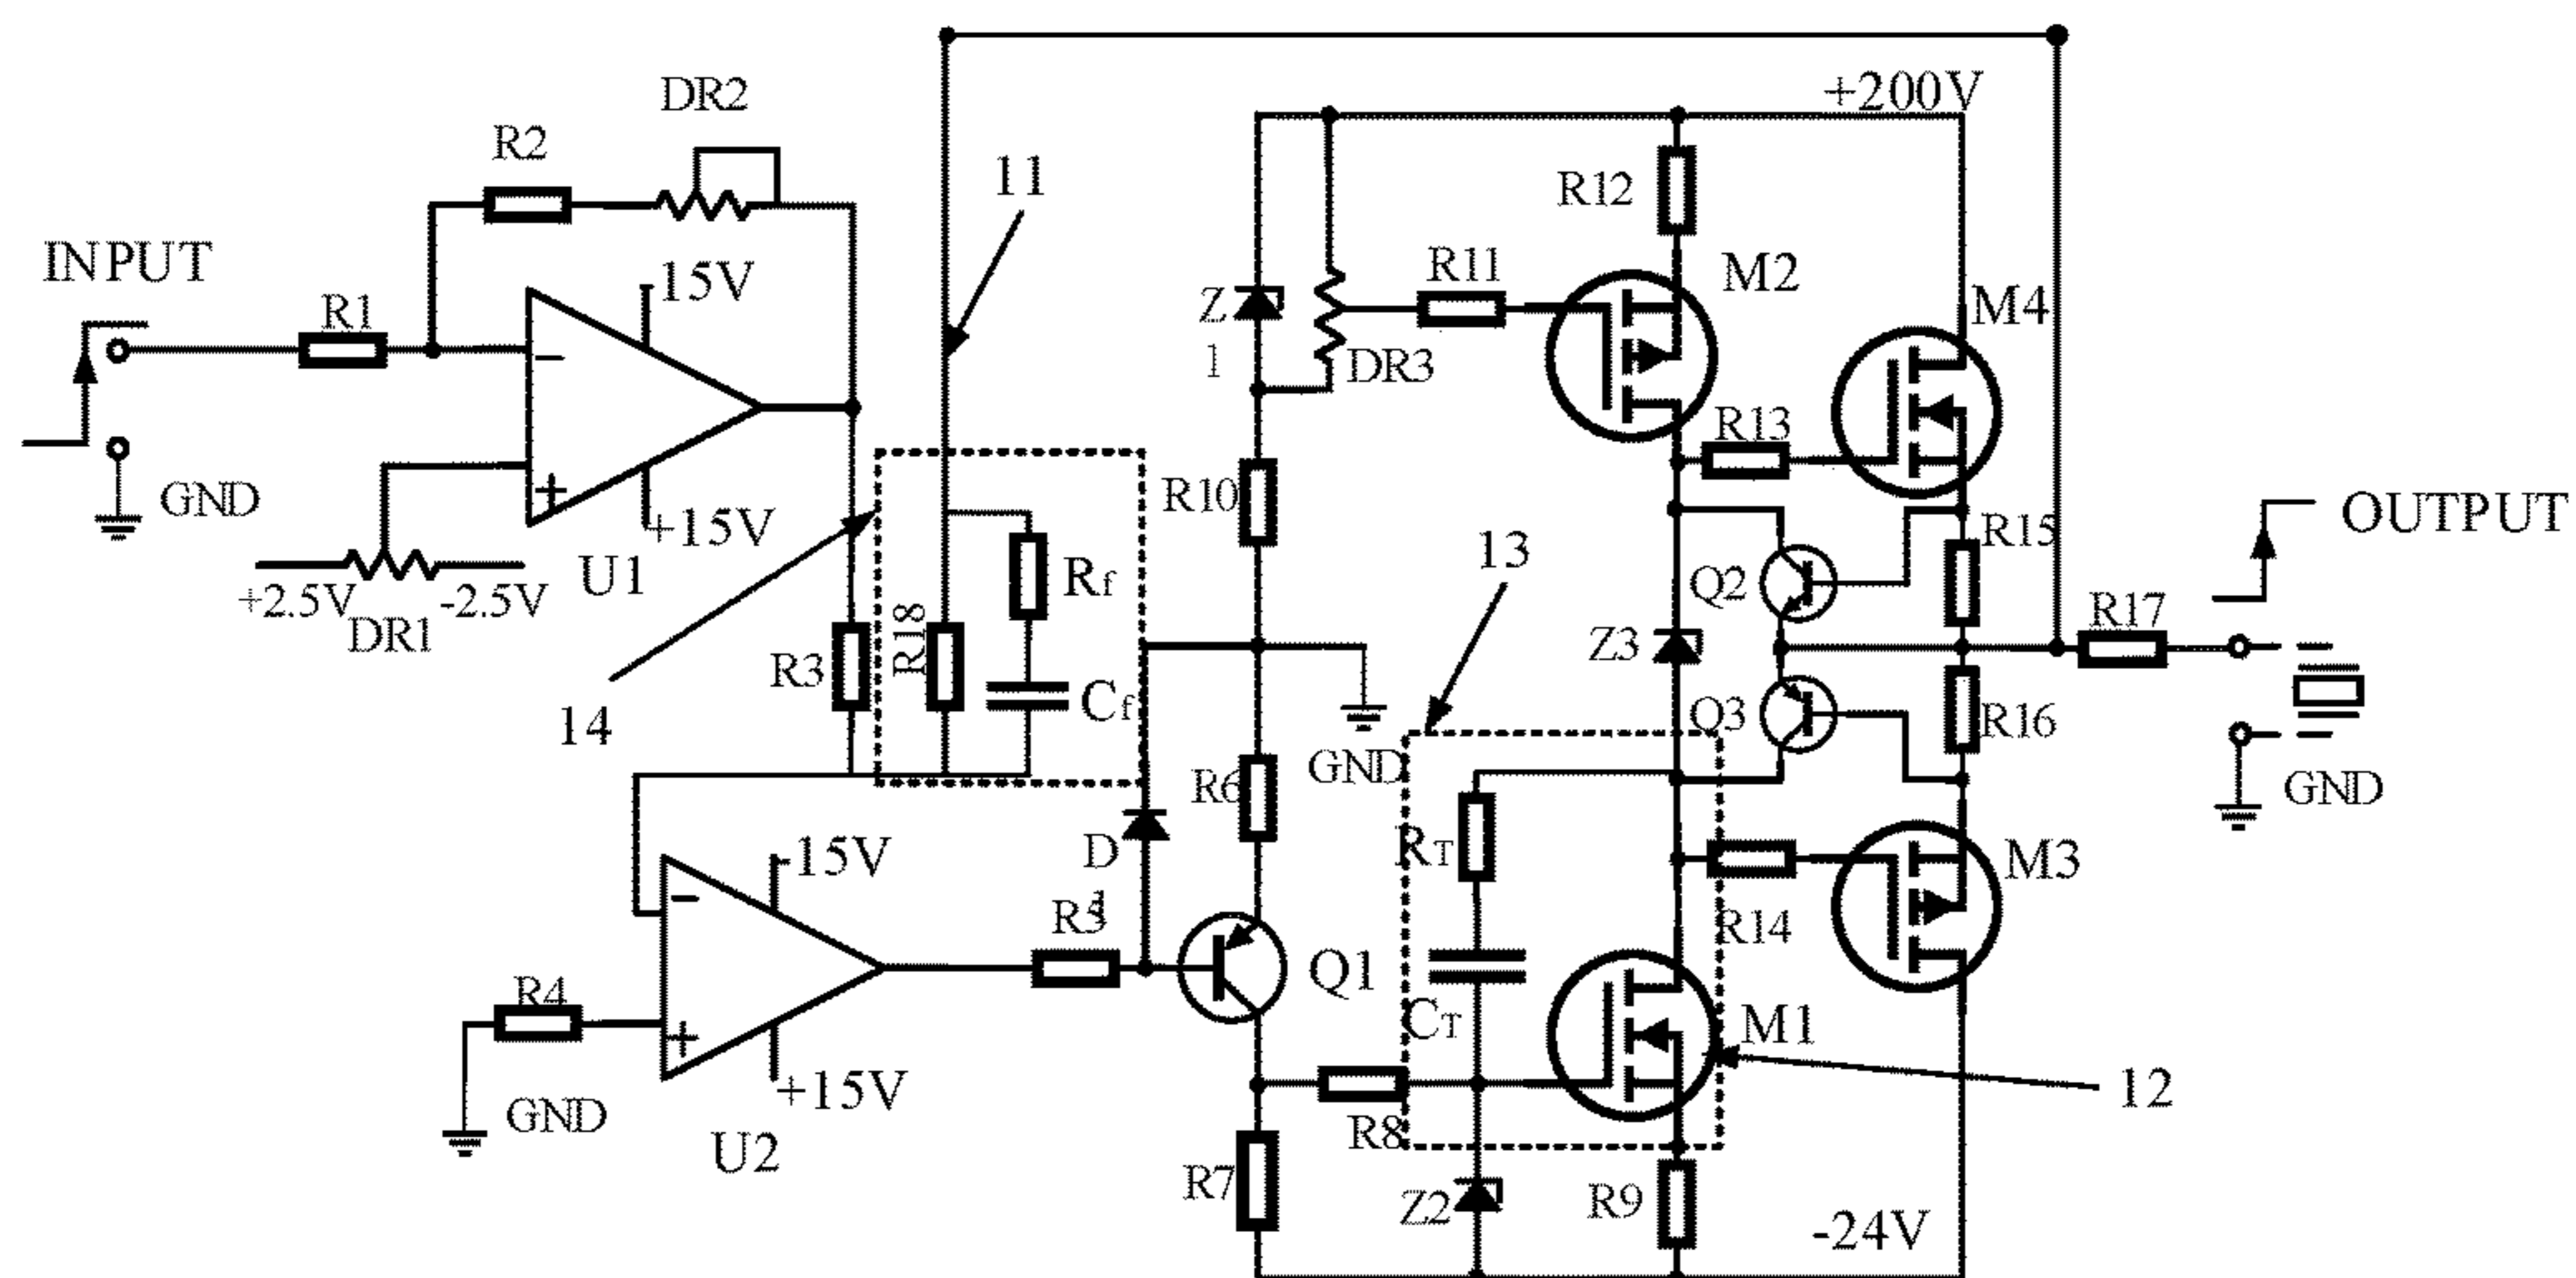 DR2
+200V
R2
11
R12
INPUT
-15V
R11
M2
R1
Z
1
M4
DR3
R13
GND
+15V
R10
OUTPUT
R15
13
+2.5V
-2.5V
U1
Rf
Q2
DR1
R17
R3
R18
Z3
Cf
Q3
R16
14
GND
R6
GND
-15V
D
1
RT
M3
R5
R14
R4
Q1
CT
M1
+15V
12
GND
R8
U2
R7
Z2
R9
-24V